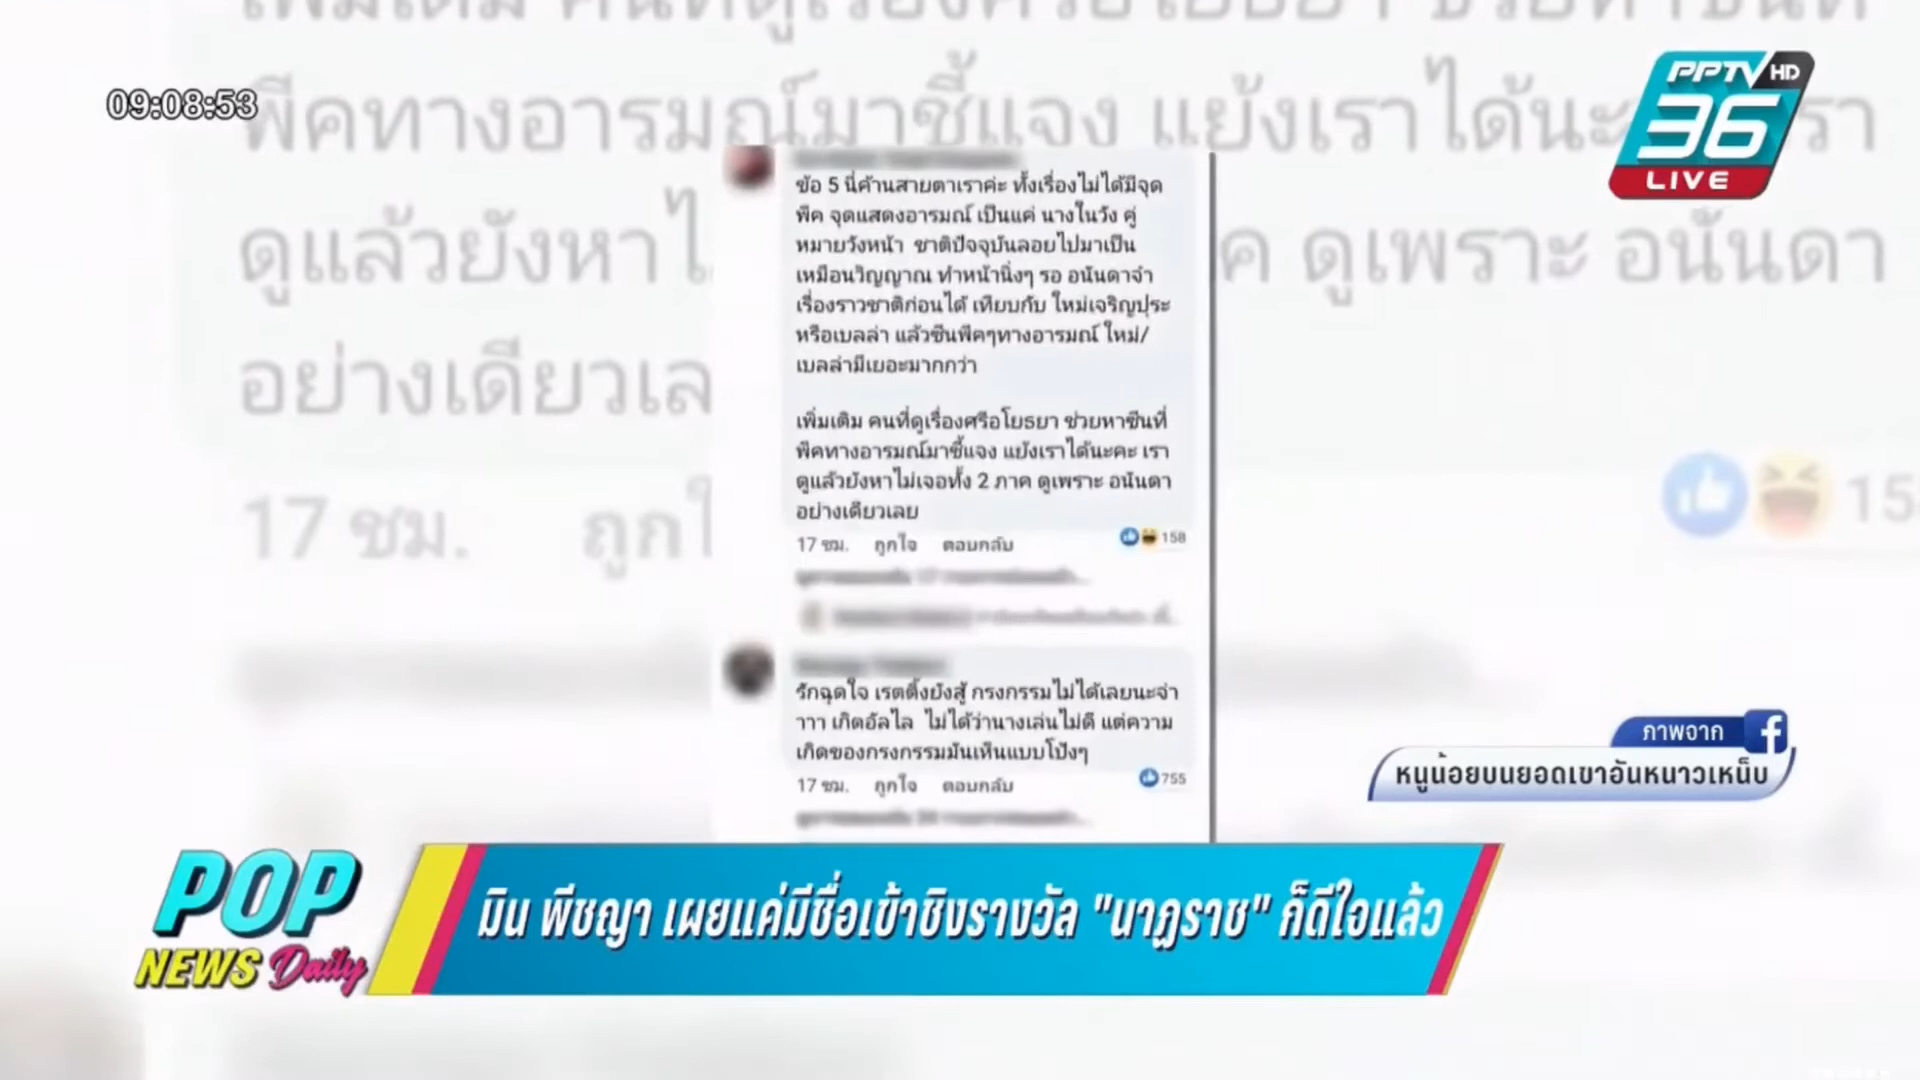 09:08:53
PPTV HD
36
LIVE
ข้อ 5 นี่ค้านสายตาเราค่ะ ทั้งเรื่องไม่ได้มีจุด
พีค จุดแสดงอารมณ์ เป็นแค่ นางในวัง คู่
หมายวังหน้า ชาติปัจจุบันลอยไปมาเป็น
เหมือนวิญญาณ ทำหน้านิ่งๆ รอ อนันดาจำ
เรื่องราวชาติก่อนได้ เทียบกับ ใหม่เจริญปุระ
หรือเบลล่า แล้วซีนพีคๆทางอารมณ์ ใหม่/
เบลล่ามีเยอะมากกว่า
เพิ่มเติม คนที่ดูเรื่องศรีอโยธยา ช่วยหาซีนที่
พีคทางอารมณ์มาชี้แจง แย้งเราได้นะคะ เรา
ดูแล้วยังหาไม่เจอทั้ง 2 ภาค ดูเพราะ อนันดา
อย่างเดียวเลย
17 ชม. ถูกใจ ตอบกลับ 158
รักฉุดใจ เรตติ้งยังสู้ กรงกรรมไม่ได้เลยนะจ๋า
าาา เกิดอัลไล ไม่ได้ว่านางเล่นไม่ดี แต่ความ
เกิดของกรงกรรมมันเห็นแบบโป้งๆ
17 ชม. ถูกใจ ตอบกลับ 755
ภาพจาก
หนูน้อยบนยอดเขาอันหนาวเหน็บ
POP
NEWS Daily
มิน พีชญา เผยแค่มีชื่อเข้าชิงรางวัล "นาฏราช" ก็ดีใจแล้ว